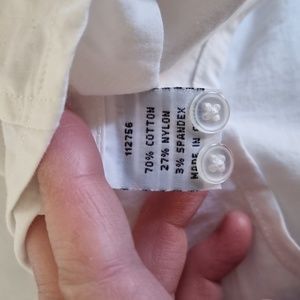 112756
70% COTTON
27% NYLON
3% SPANDEX
MADE IN